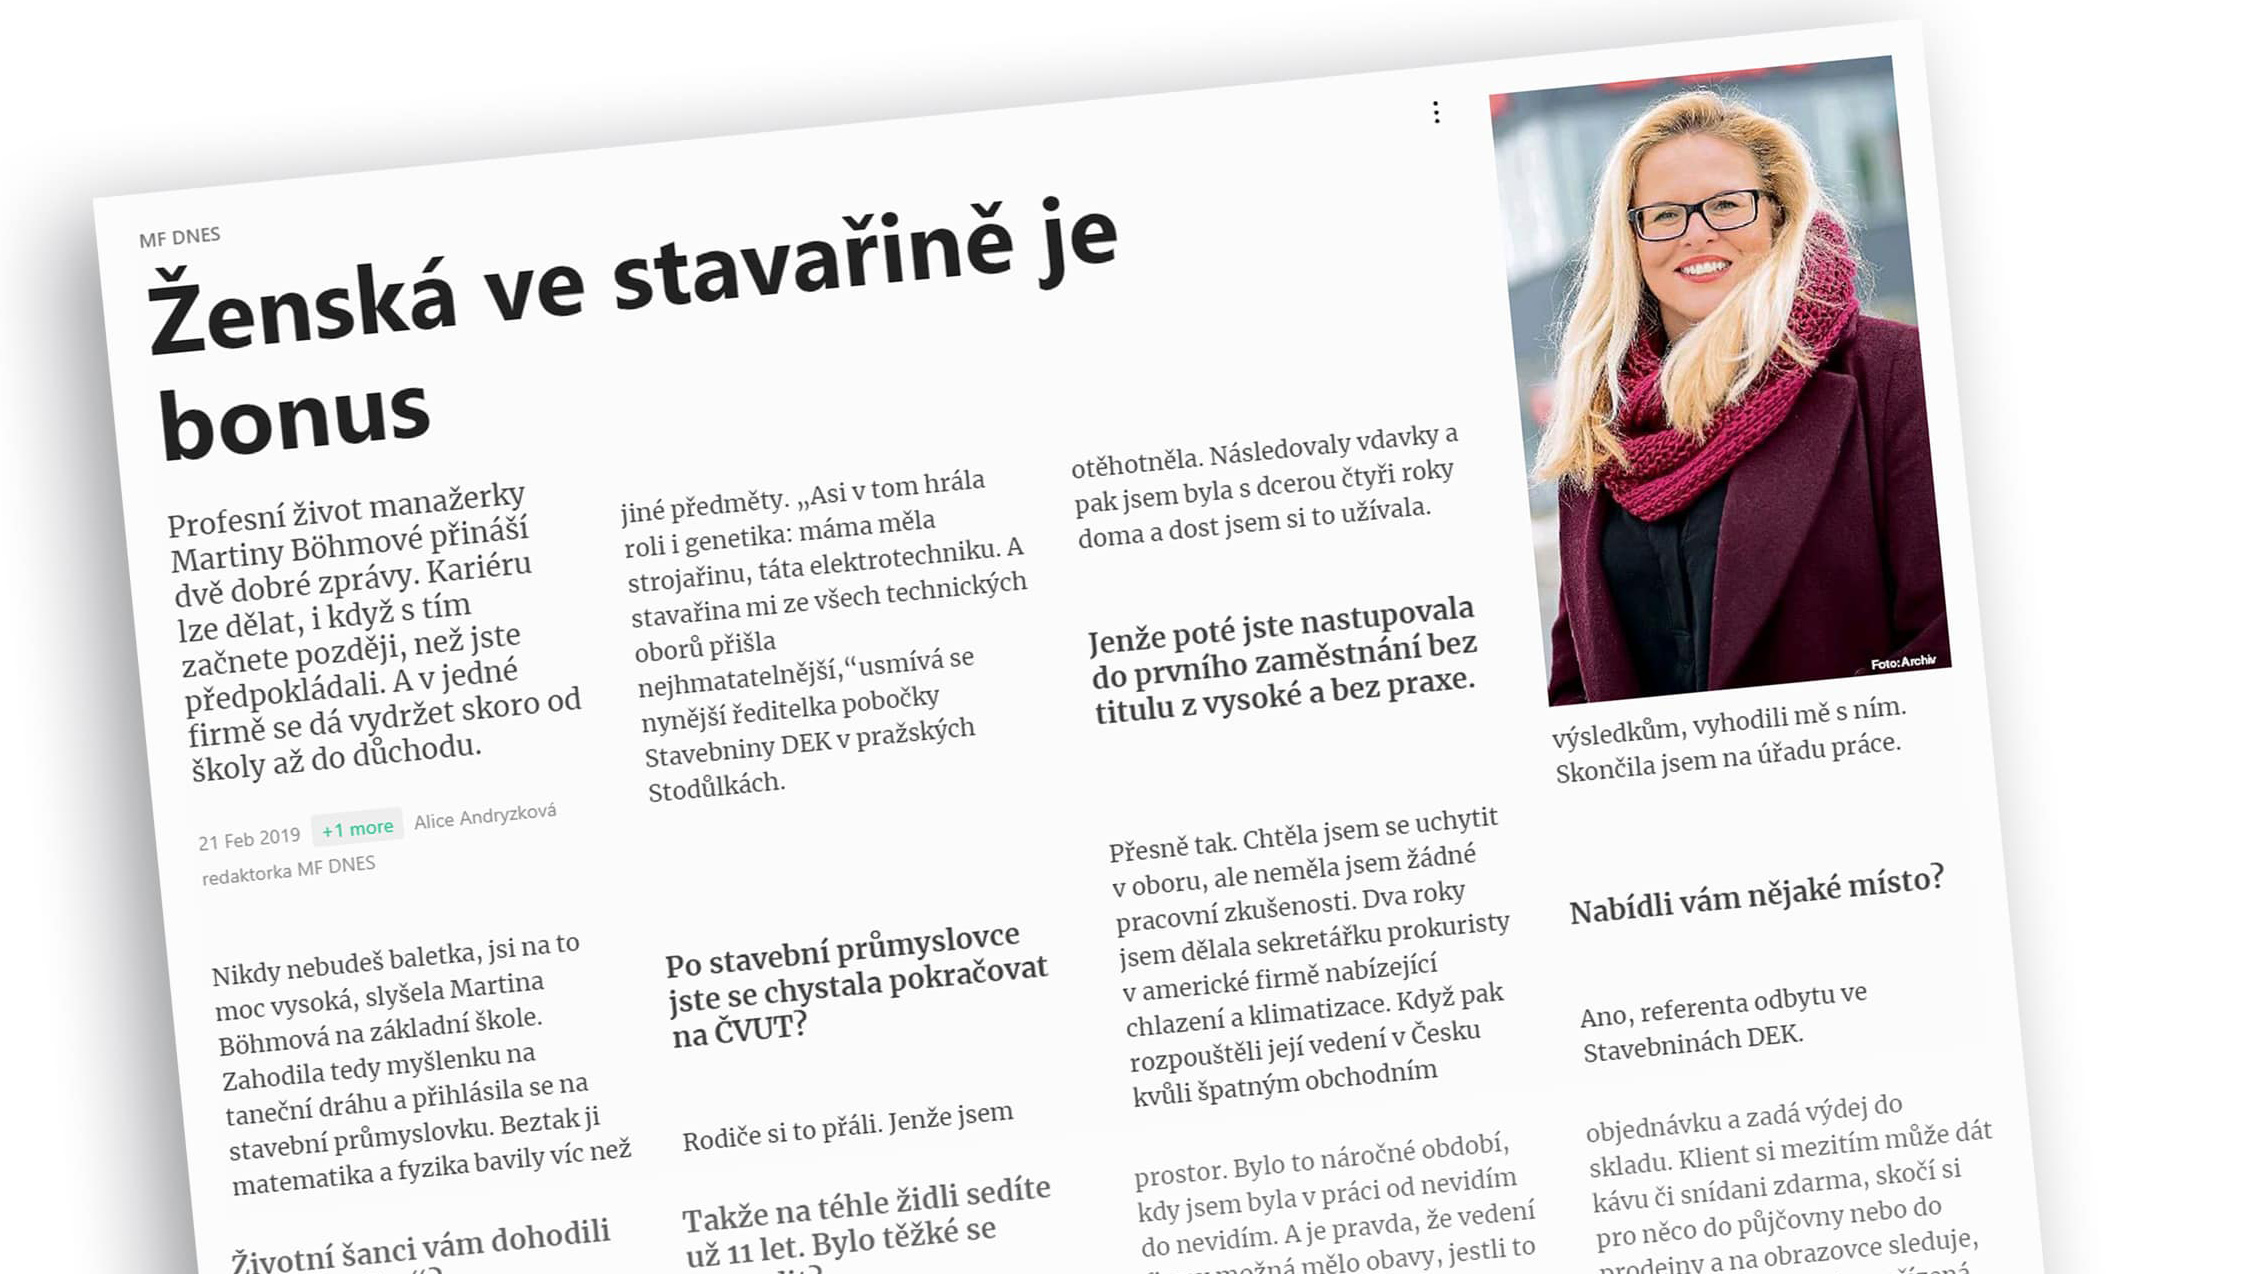 MF DNES
Ženská ve stavařině je
bonus
Profesní život manažerky
Martiny Böhmové přináší
dvě dobré zprávy. Kariéru
lze dělat, i když s tím
začnete později, než jste
předpokládali. A v jedné
firmě se dá vydržet skoro od
školy až do důchodu.
21 Feb 2019 +1 more Alice Andryzková
redaktorka MF DNES
Nikdy nebudeš baletka, jsi na to
moc vysoká, slyšela Martina
Böhmová na základní škole.
Zahodila tedy myšlenku na
taneční dráhu a přihlásila se na
stavební průmyslovku. Beztak ji
matematika a fyzika bavily víc než
Životní šanci vám dohodili
jiné předměty. „Asi v tom hrála
roli i genetika: máma měla
strojařinu, táta elektrotechniku. A
stavařina mi ze všech technických
oborů přišla
nejhmatatelnější,“usmívá se
nynější ředitelka pobočky
Stavebniny DEK v pražských
Stodůlkách.
Po stavební průmyslovce
jste se chystala pokračovat
na ČVUT?
Rodiče si to přáli. Jenže jsem
Takže na téhle židli sedíte
už 11 let. Bylo těžké se
otěhotněla. Následovaly vdavky a
pak jsem byla s dcerou čtyři roky
doma a dost jsem si to užívala.
Jenže poté jste nastupovala
do prvního zaměstnání bez
titulu z vysoké a bez praxe.
Přesně tak. Chtěla jsem se uchytit
v oboru, ale neměla jsem žádné
pracovní zkušenosti. Dva roky
jsem dělala sekretářku prokuristy
v americké firmě nabízející
chlazení a klimatizace. Když pak
rozpouštěli její vedení v Česku
kvůli špatným obchodním
prostor. Bylo to náročné období,
kdy jsem byla v práci od nevidím
do nevidím. A je pravda, že vedení
možná mělo obavy, jestli to
Foto: Archiv
výsledkům, vyhodili mě s ním.
Skončila jsem na úřadu práce.
Nabídli vám nějaké místo?
Ano, referenta odbytu ve
Stavebninách DEK.
objednávku a zadá výdej do
skladu. Klient si mezitím může dát
kávu či snídani zdarma, skočí si
pro něco do půjčovny nebo do
prodejny a na obrazovce sleduje,